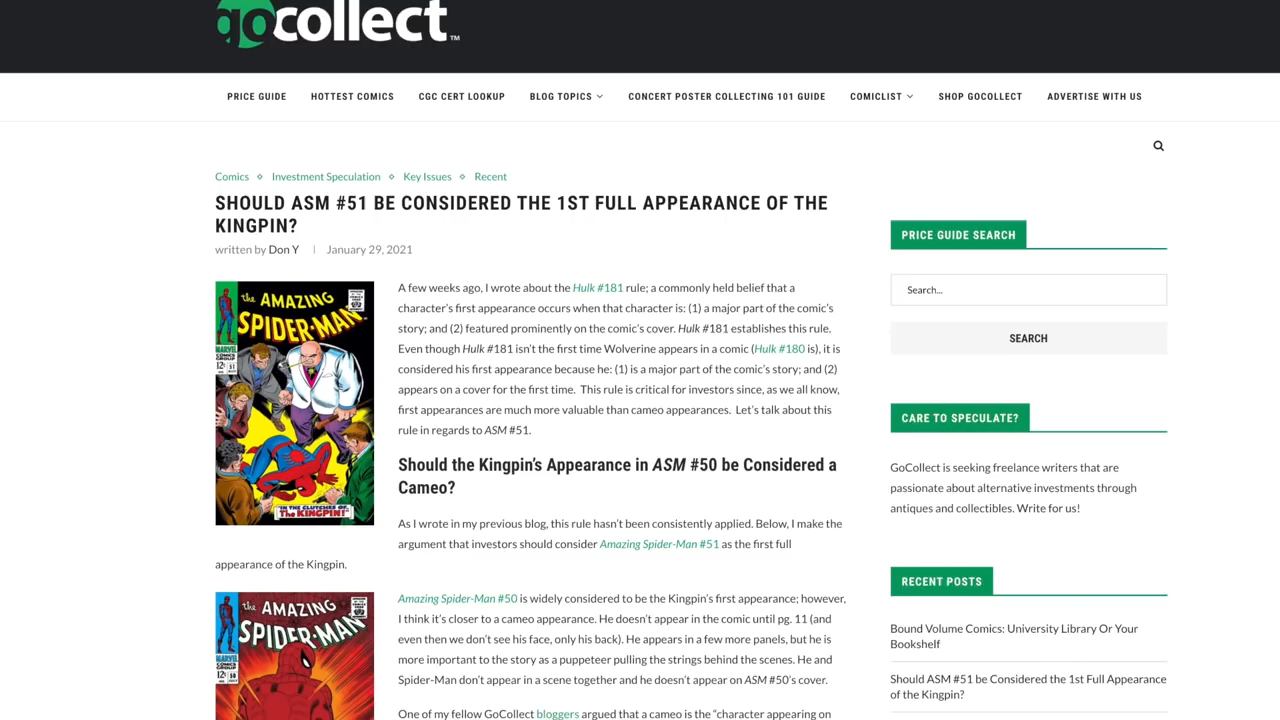 gocollect™
PRICE GUIDE
HOTTEST COMICS
CGC CERT LOOKUP
BLOG TOPICS
CONCERT POSTER COLLECTING 101 GUIDE
COMICLIST
SHOP GOCOLLECT
ADVERTISE WITH US
Comics ⋄ Investment Speculation ⋄ Key Issues ⋄ Recent
SHOULD ASM #51 BE CONSIDERED THE 1ST FULL APPEARANCE OF THE
KINGPIN?
written by Don Y | January 29, 2021
the AMAZING
SPIDER-MAN
MARVEL
COMICS
GROUP
12¢
51
AUG
IN THE CLUTCHES OF...
The KINGPIN!
A few weeks ago, I wrote about the Hulk #181 rule; a commonly held belief that a
character's first appearance occurs when that character is: (1) a major part of the comic's
story; and (2) featured prominently on the comic's cover. Hulk #181 establishes this rule.
Even though Hulk #181 isn't the first time Wolverine appears in a comic (Hulk #180 is), it is
considered his first appearance because he: (1) is a major part of the comic's story; and (2)
appears on a cover for the first time. This rule is critical for investors since, as we all know,
first appearances are much more valuable than cameo appearances. Let's talk about this
rule in regards to ASM #51.
Should the Kingpin's Appearance in ASM #50 be Considered a
Cameo?
As I wrote in my previous blog, this rule hasn't been consistently applied. Below, I make the
argument that investors should consider Amazing Spider-Man #51 as the first full
appearance of the Kingpin.
the AMAZING
SPIDER-MAN
MARVEL
COMICS
GROUP
12¢
50
JULY
Amazing Spider-Man #50 is widely considered to be the Kingpin's first appearance; however,
I think it's closer to a cameo appearance. He doesn't appear in the comic until pg. 11 (and
even then we don't see his face, only his back). He appears in a few more panels, but he is
more important to the story as a puppeteer pulling the strings behind the scenes. He and
Spider-Man don't appear in a scene together and he doesn't appear on ASM #50's cover.
One of my fellow GoCollect bloggers argued that a cameo is the "character appearing on
PRICE GUIDE SEARCH
Search...
SEARCH
CARE TO SPECULATE?
GoCollect is seeking freelance writers that are
passionate about alternative investments through
antiques and collectibles. Write for us!
RECENT POSTS
Bound Volume Comics: University Library Or Your
Bookshelf
Should ASM #51 be Considered the 1st Full Appearance
of the Kingpin?